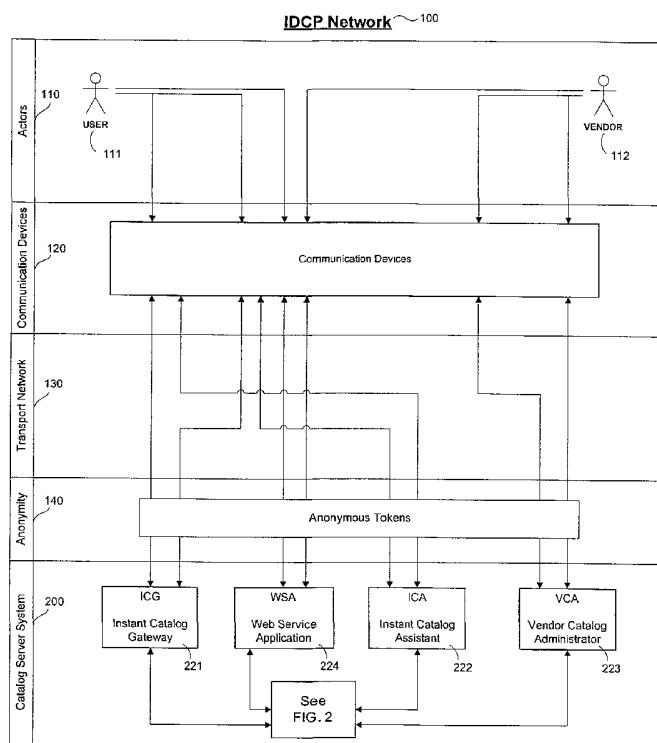 IDCP Network 100
Actors
110
USER
111
VENDOR
112
Communication Devices
120
Communication Devices
Transport Network
130
Anonymity
140
Anonymous Tokens
Catalog Server System
200
ICG
Instant Catalog
Gateway
221
WSA
Web Service
Application
224
ICA
Instant Catalog
Assistant
222
VCA
Vendor Catalog
Administrator
223
See
FIG. 2